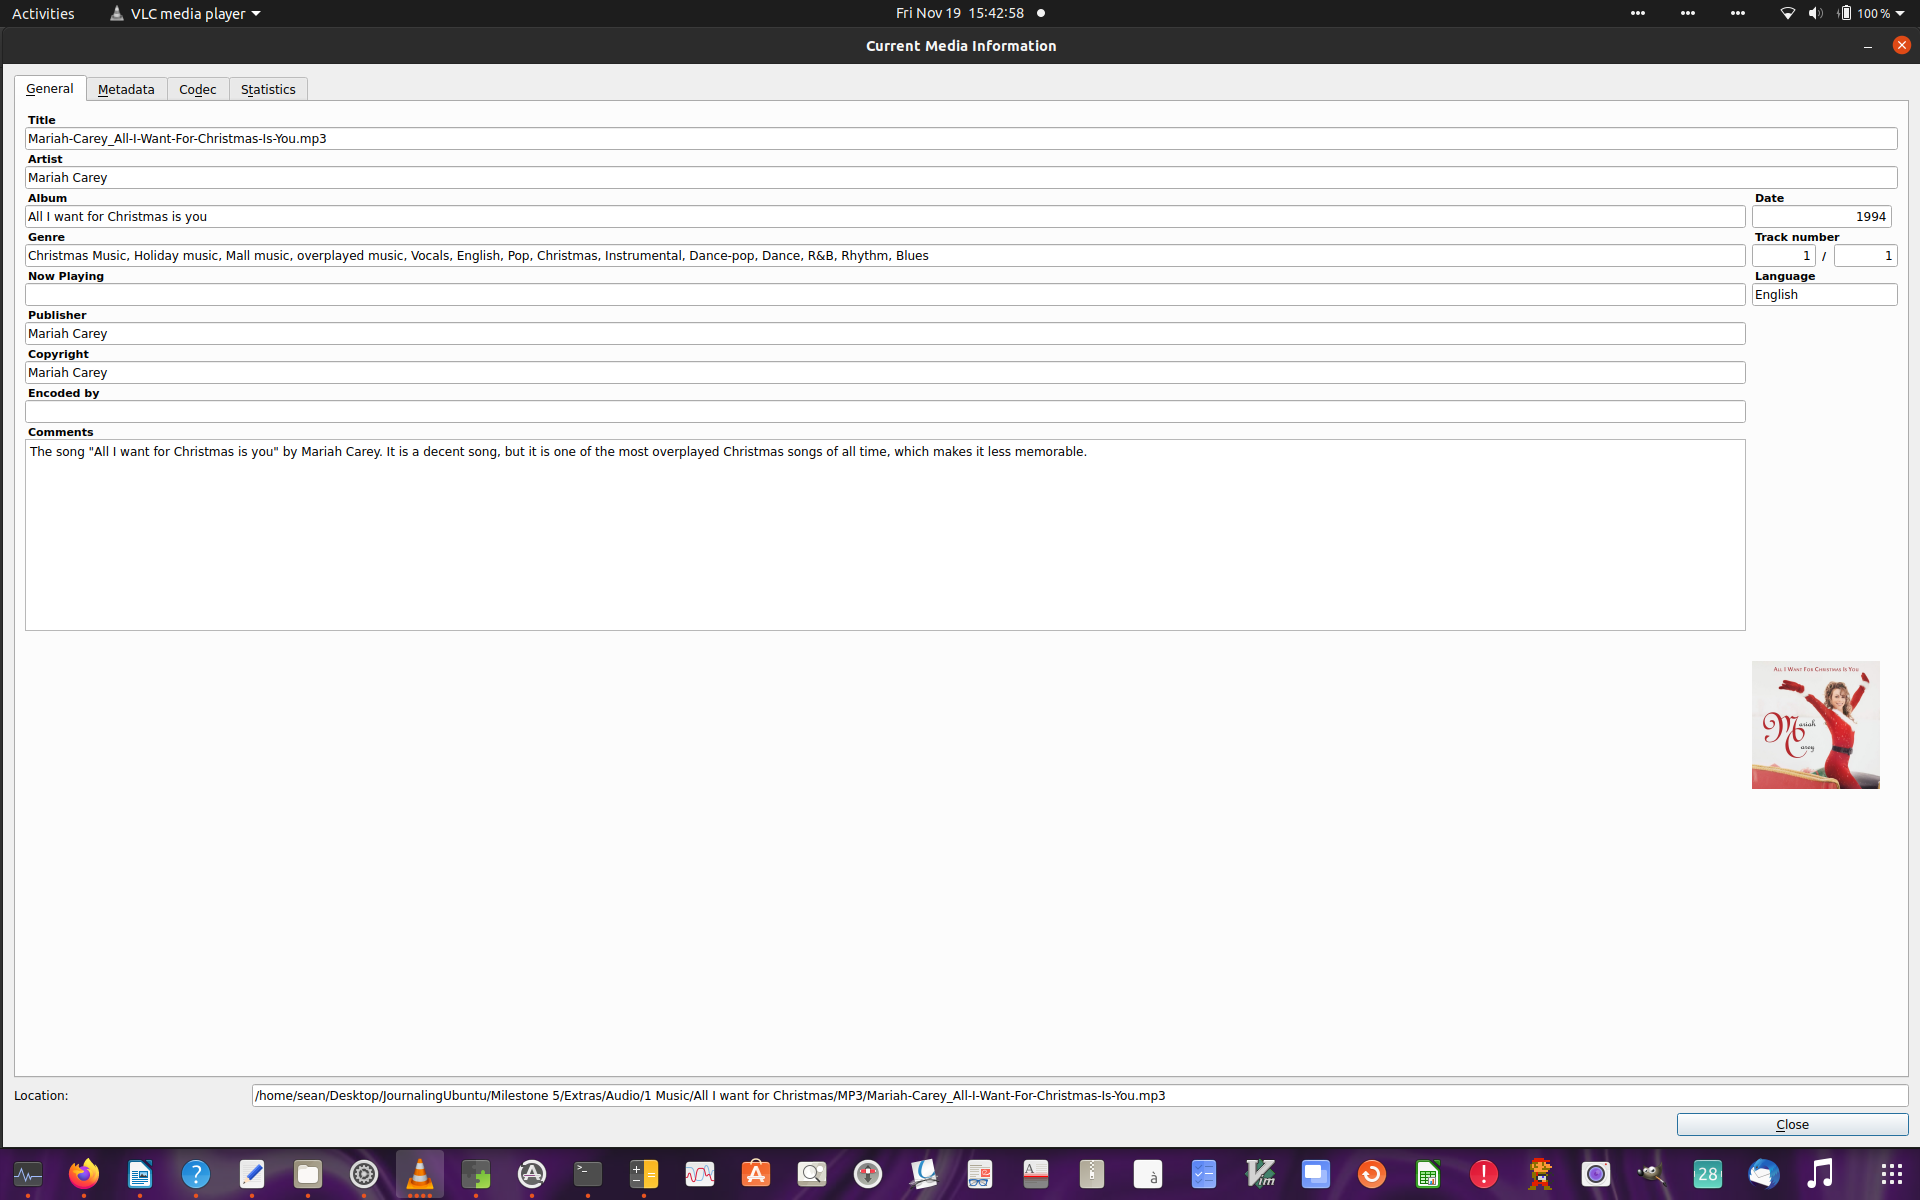 Activities VLC media player Fri Nov 19 15:42:58 100 %
Current Media Information
General Metadata Codec Statistics
Title
Mariah-Carey_All-I-Want-For-Christmas-Is-You.mp3
Artist
Mariah Carey
Album Date
All I want for Christmas is you 1994
Genre Track number
Christmas Music, Holiday music, Mall music, overplayed music, Vocals, English, Pop, Christmas, Instrumental, Dance-pop, Dance, R&B, Rhythm, Blues 1 / 1
Now Playing Language
English
Publisher
Mariah Carey
Copyright
Mariah Carey
Encoded by
Comments
The song "All I want for Christmas is you" by Mariah Carey. It is a decent song, but it is one of the most overplayed Christmas songs of all time, which makes it less memorable.
All I Want For Christmas Is You
Mariah
Carey
Location: /home/sean/Desktop/JournalingUbuntu/Milestone 5/Extras/Audio/1 Music/All I want for Christmas/MP3/Mariah-Carey_All-I-Want-For-Christmas-Is-You.mp3
Close
? >_ A A à Vim ! 28